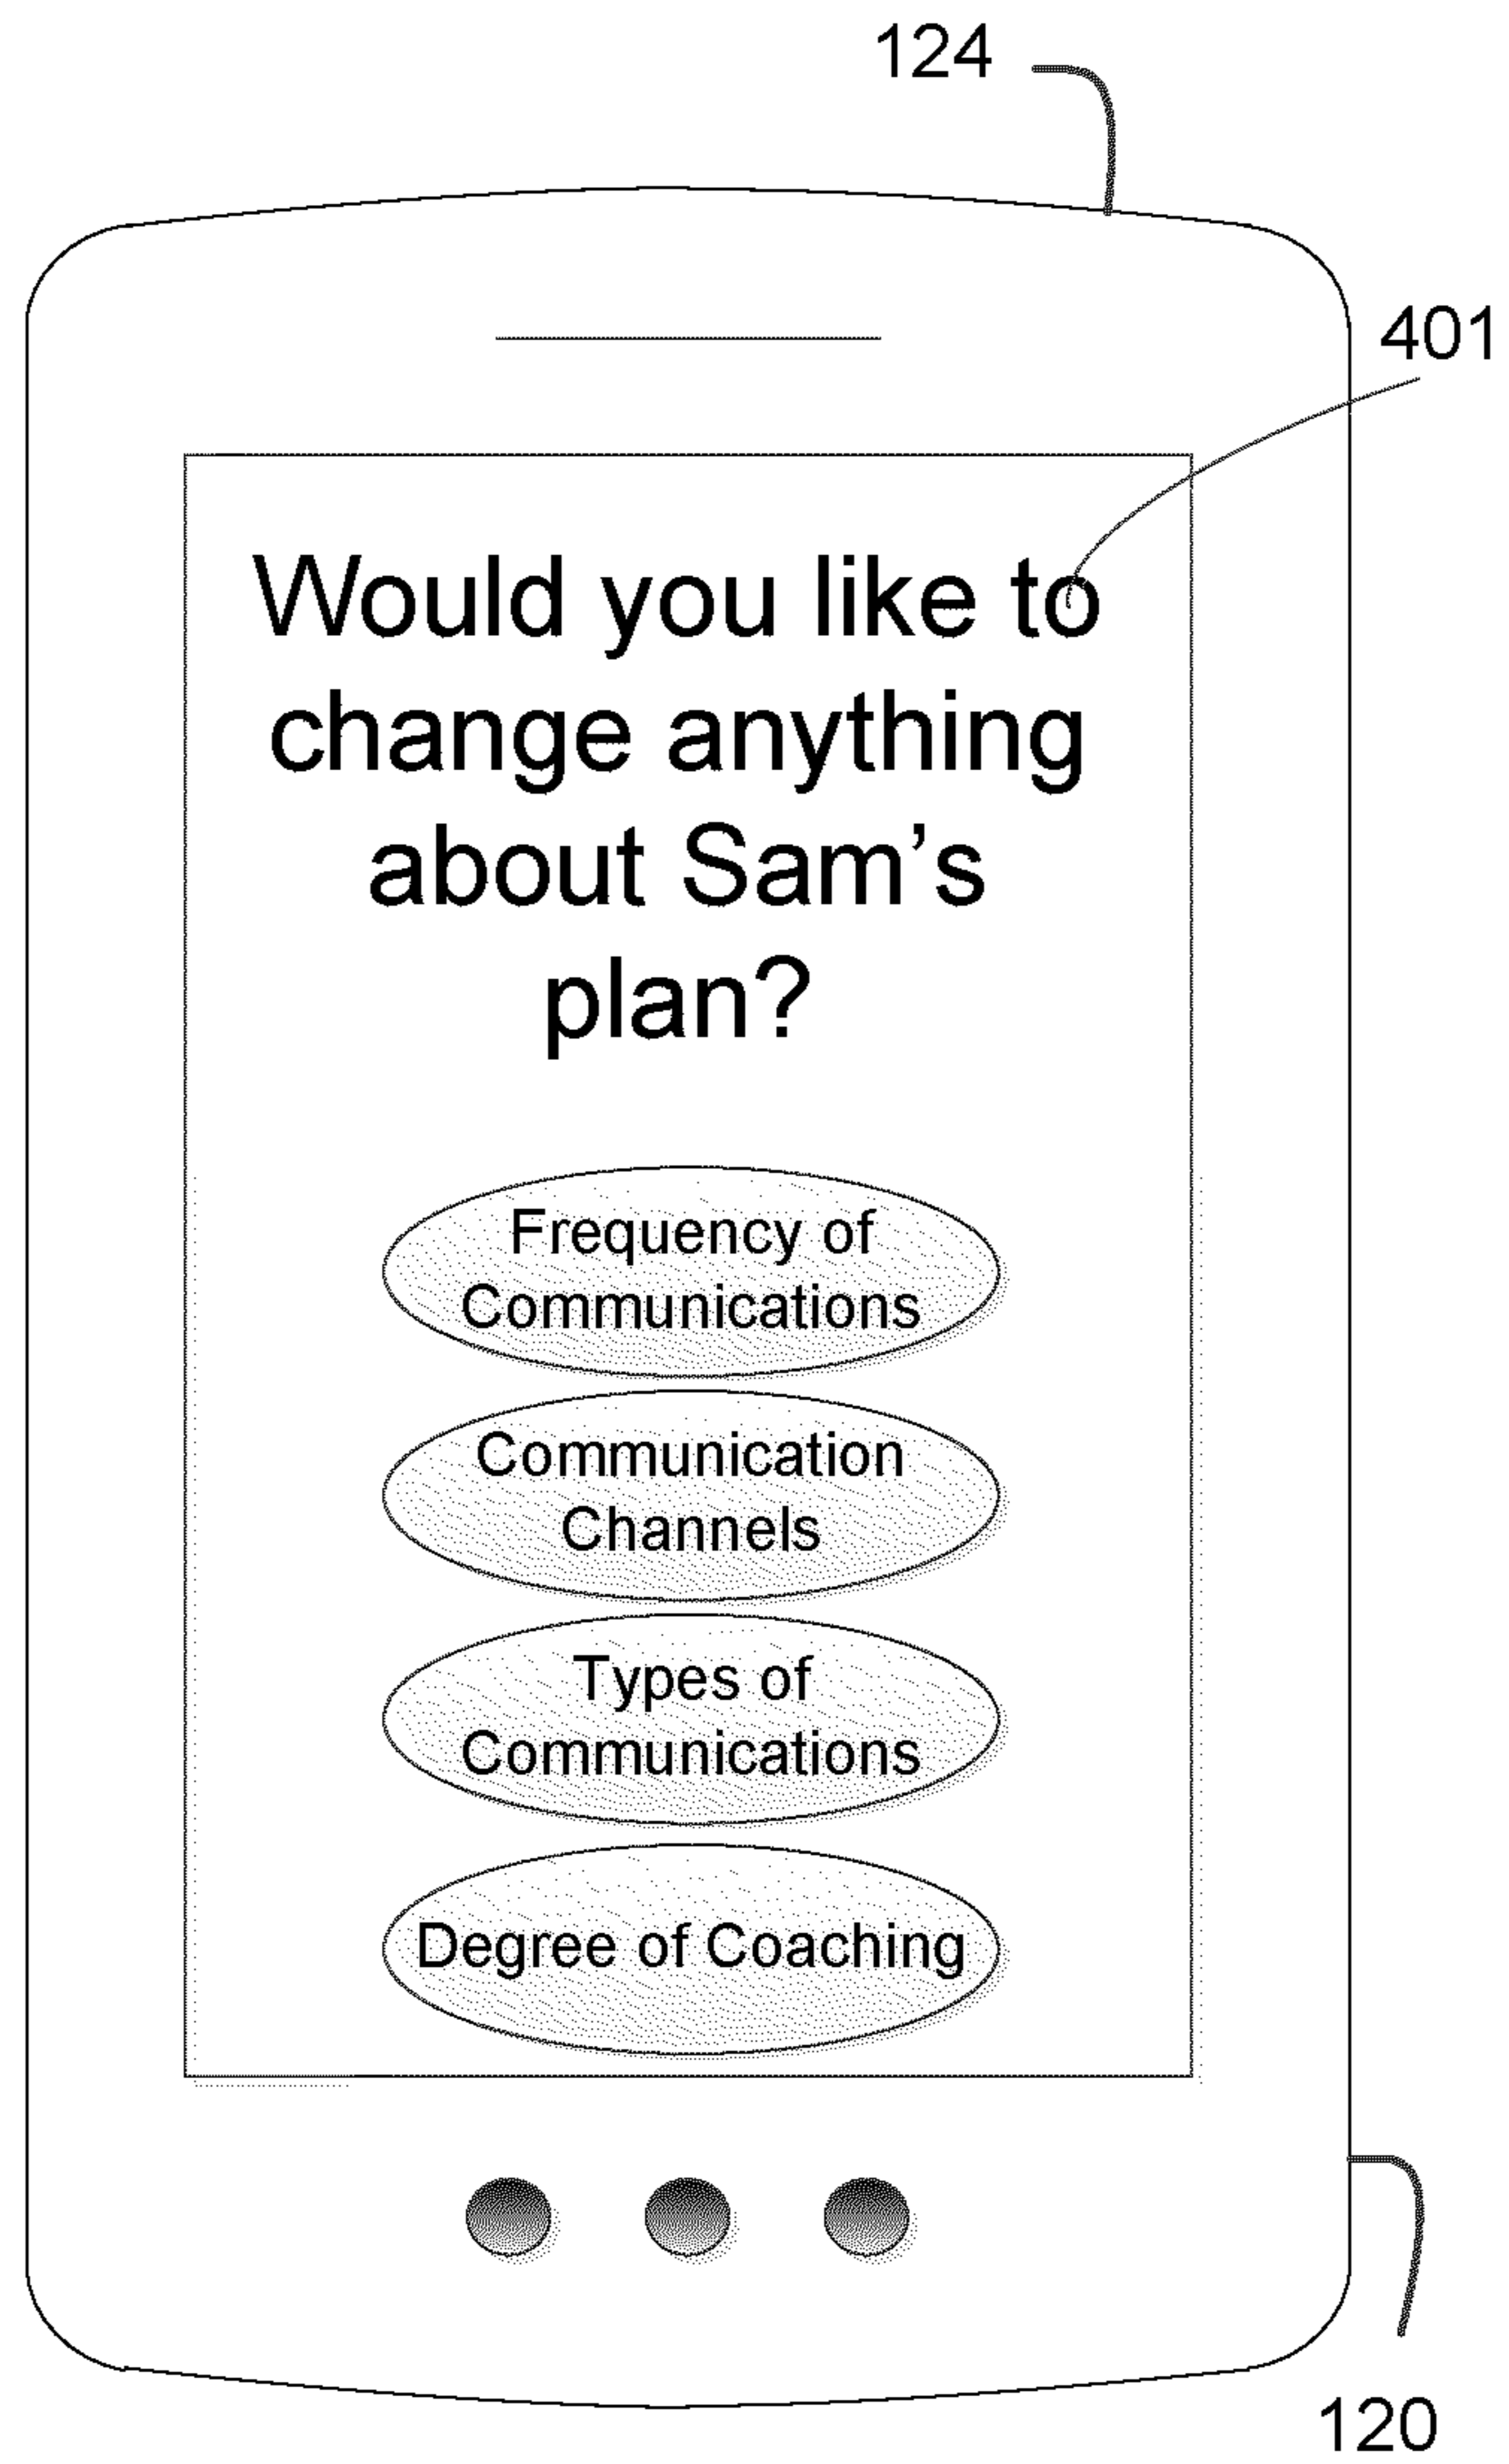 124
401
Would you like to
change anything
about Sam’s
plan?
Frequency of
Communications
Communication
Channels
Types of
Communications
Degree of Coaching
120